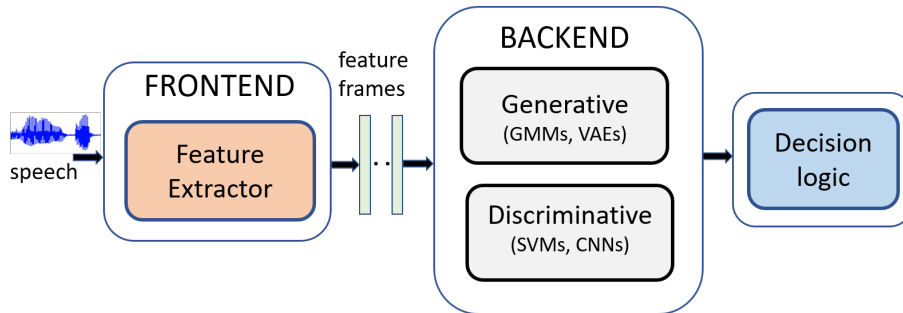 speech
FRONTEND
Feature
Extractor
feature
frames
BACKEND
Generative
(GMMs, VAEs)
Discriminative
(SVMs, CNNs)
Decision
logic